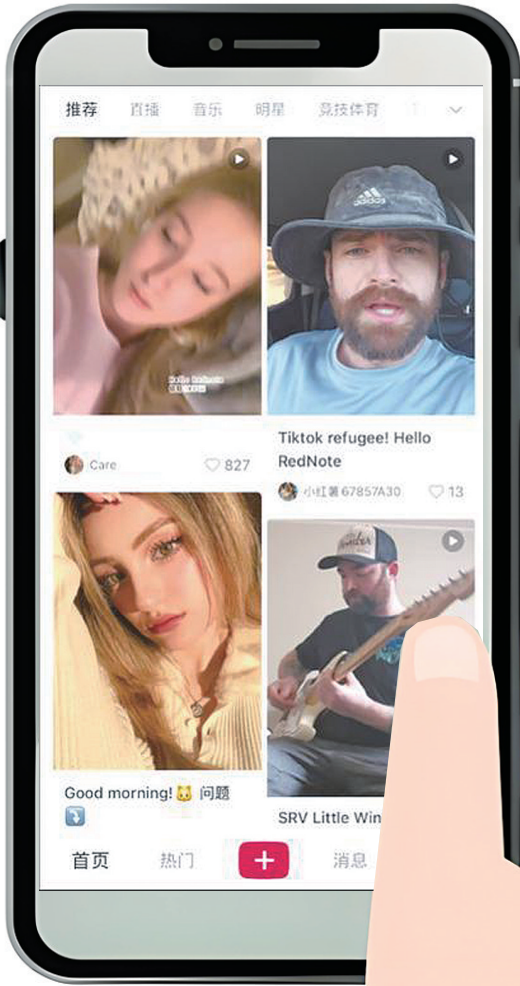 推荐 直播 音乐 明星 竞技体育
adidas
Hello RedNote
Care 827
Tiktok refugee! Hello
RedNote
小红薯67857A30 13
Good morning!🐱 问题
⤵️
SRV Little Win
首页 热门 + 消息